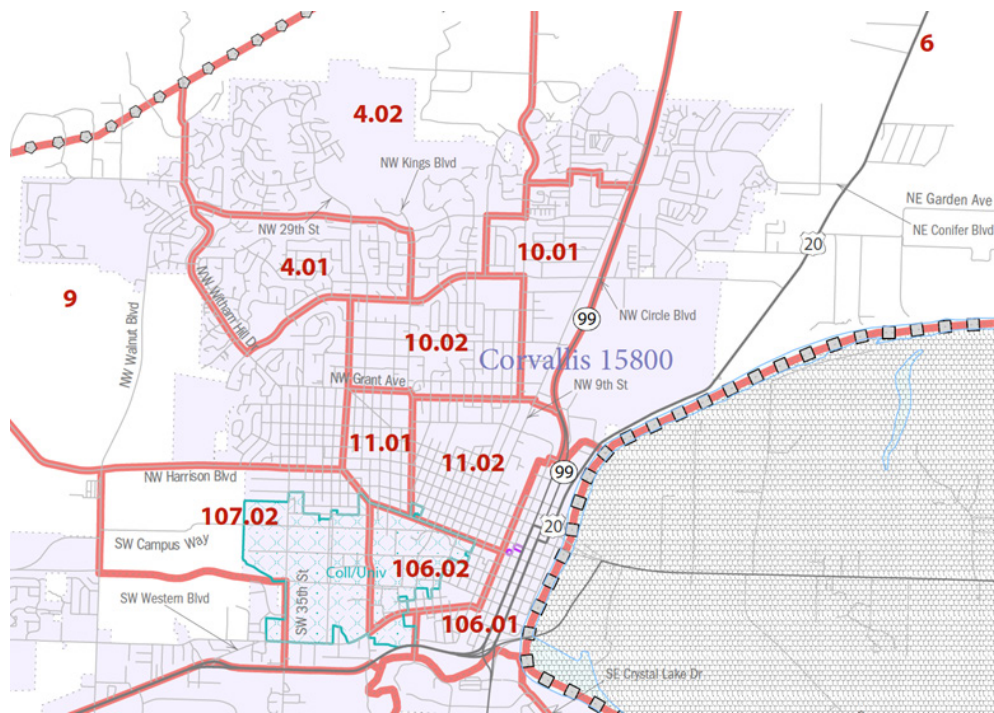 6
4.02
NW Kings Blvd
NE Garden Ave
NW 29th St
NE Conifer Blvd
20
10.01
4.01
9
NW Witham Hill Dr
99
NW Circle Blvd
NW Walnut Blvd
10.02
Corvallis 15800
NW Grant Ave
NW 9th St
11.01
11.02
99
NW Harrison Blvd
107.02
20
SW Campus Way
Coll/Univ
106.02
SW 35th St
SW Western Blvd
106.01
SE Crystal Lake Dr